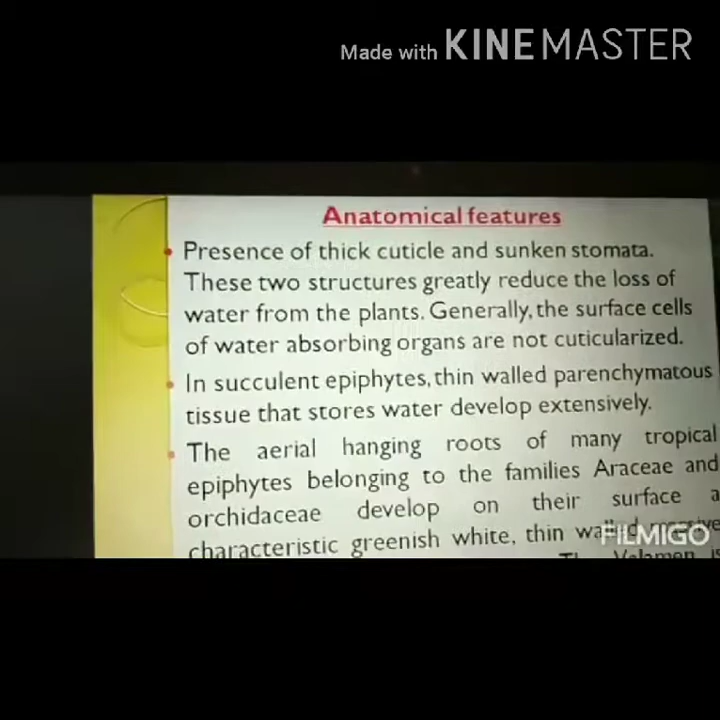 Made with KINEMASTER
Anatomical features
• Presence of thick cuticle and sunken stomata.
These two structures greatly reduce the loss of
water from the plants. Generally, the surface cells
of water absorbing organs are not cuticularized.
• In succulent epiphytes, thin walled parenchymatous
tissue that stores water develop extensively.
• The aerial hanging roots of many tropical
epiphytes belonging to the families Araceae and
orchidaceae develop on their surface a
characteristic greenish white, thin walled
FILMIGO
Velamen is